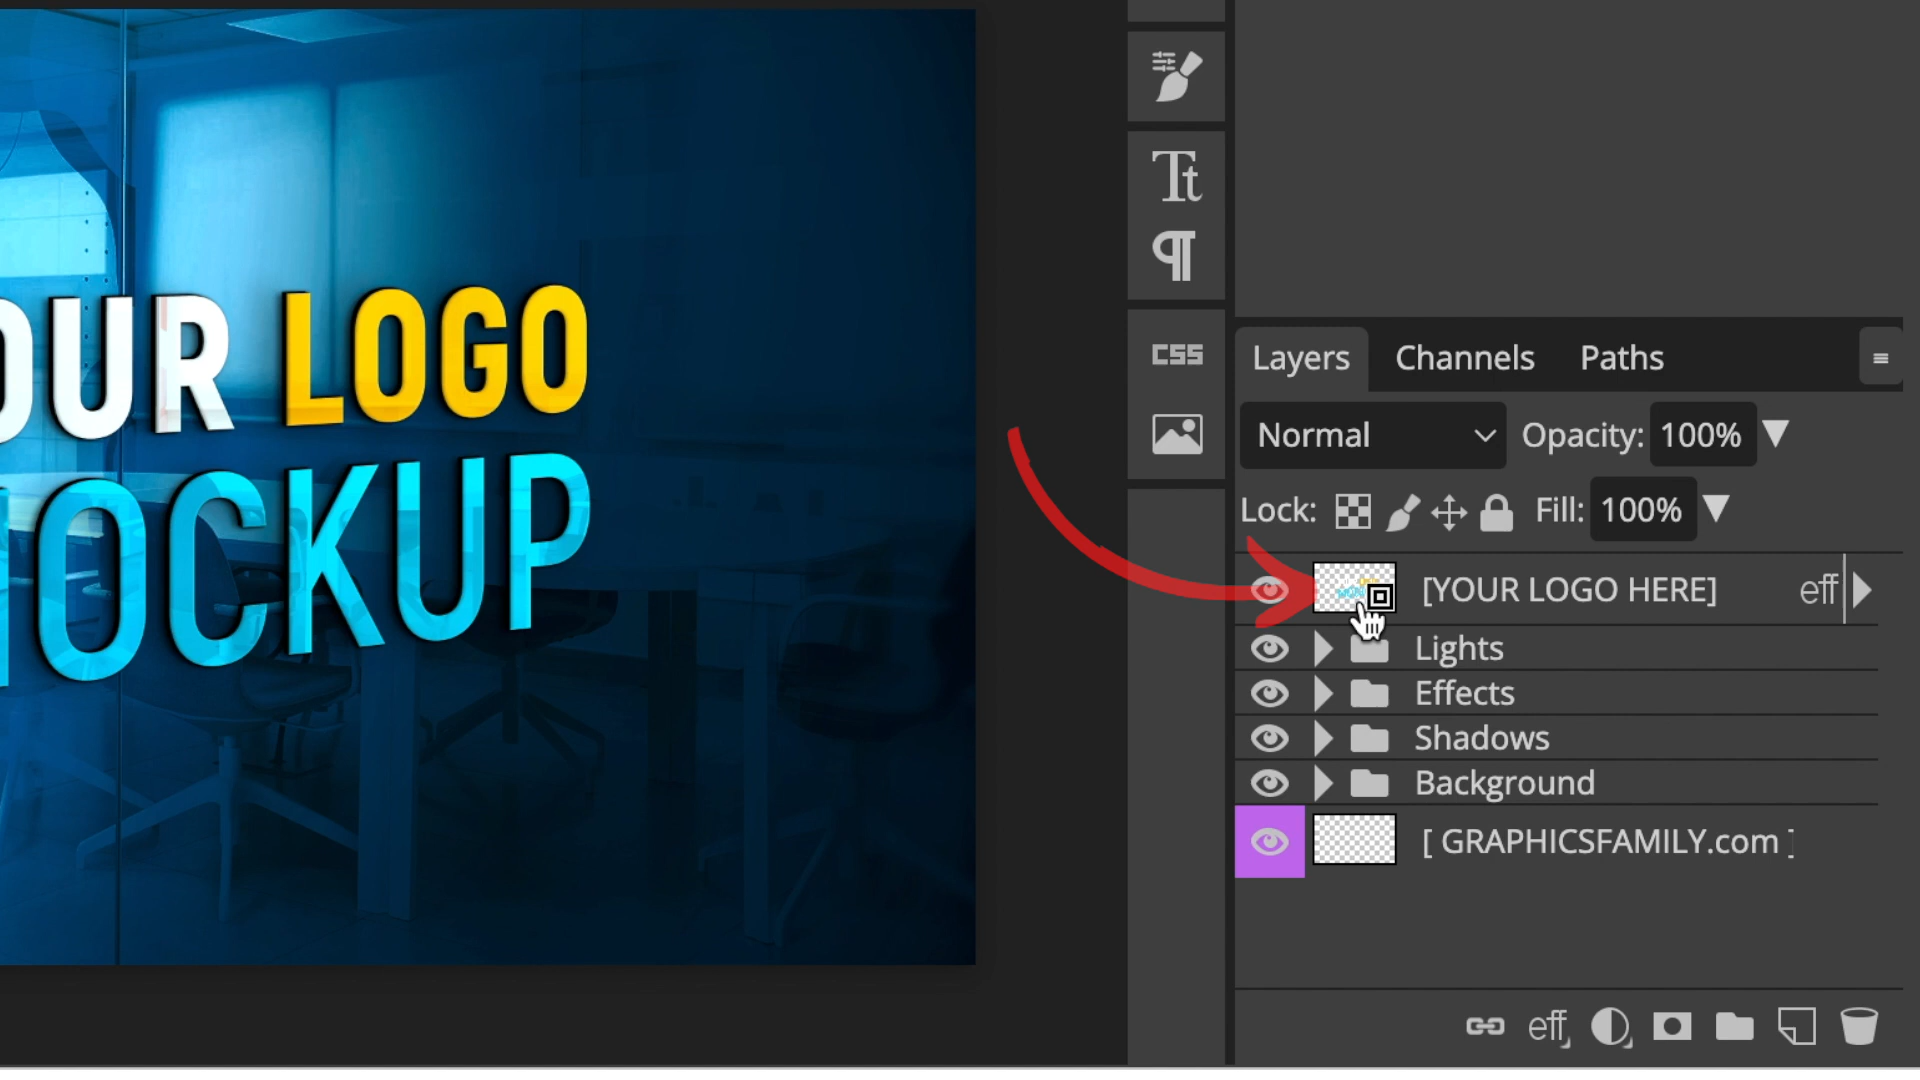 OUR LOGO
MOCKUP
Tt
CSS
Layers Channels Paths
Normal Opacity: 100%
Lock: Fill: 100%
[YOUR LOGO HERE] eff
Lights
Effects
Shadows
Background
[ GRAPHICSFAMILY.com ]
eff